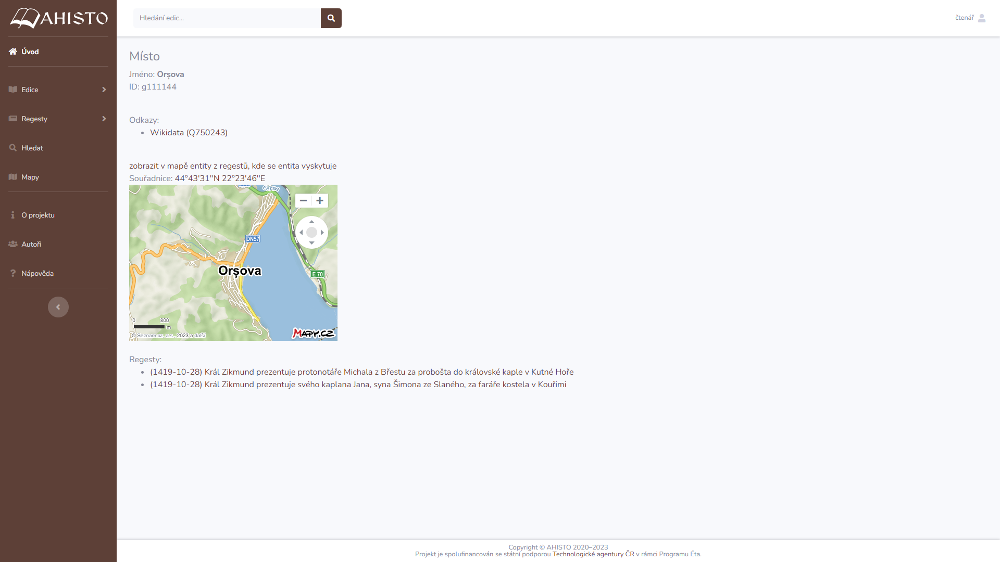 AHISTO
Hledání edic...
čtenář
Úvod
Edice
Regesty
Hledat
Mapy
O projektu
Autoři
Nápověda
Místo
Jméno: Orșova
ID: g111144
Odkazy:
Wikidata (Q750243)
zobrazit v mapě entity z regestů, kde se entita vyskytuje
Souřadnice: 44°43'31''N 22°23'46''E
Cerna
DN57
Orșova
E 70
0 800
m
© Seznam.cz, a.s., 2023 a další
Mapy.cz
Regesty:
(1419-10-28) Král Zikmund prezentuje protonotáře Michala z Břestu za probošta do královské kaple v Kutné Hoře
(1419-10-28) Král Zikmund prezentuje svého kaplana Jana, syna Šimona ze Slaného, za faráře kostela v Kouřimi
Copyright © AHISTO 2020–2023
Projekt je spolufinancován se státní podporou Technologické agentury ČR v rámci Programu Éta.